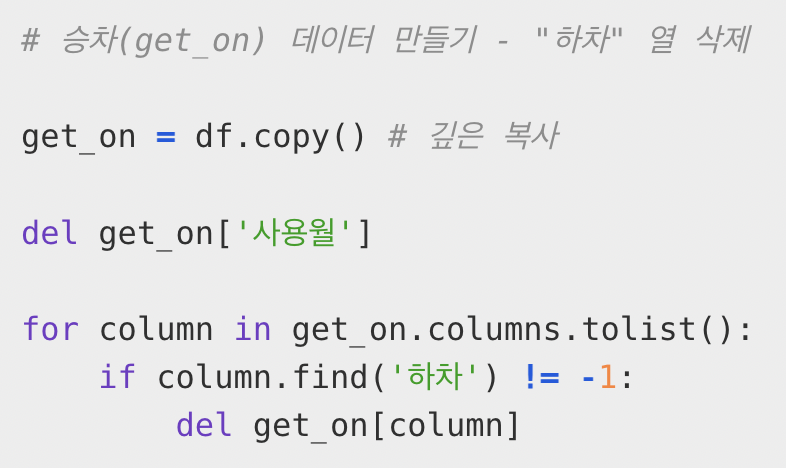 # 승차(get_on) 데이터 만들기 - "하차" 열 삭제
get_on = df.copy() # 깊은 복사
del get_on['사용월']
for column in get_on.columns.tolist():
    if column.find('하차') != -1:
        del get_on[column]